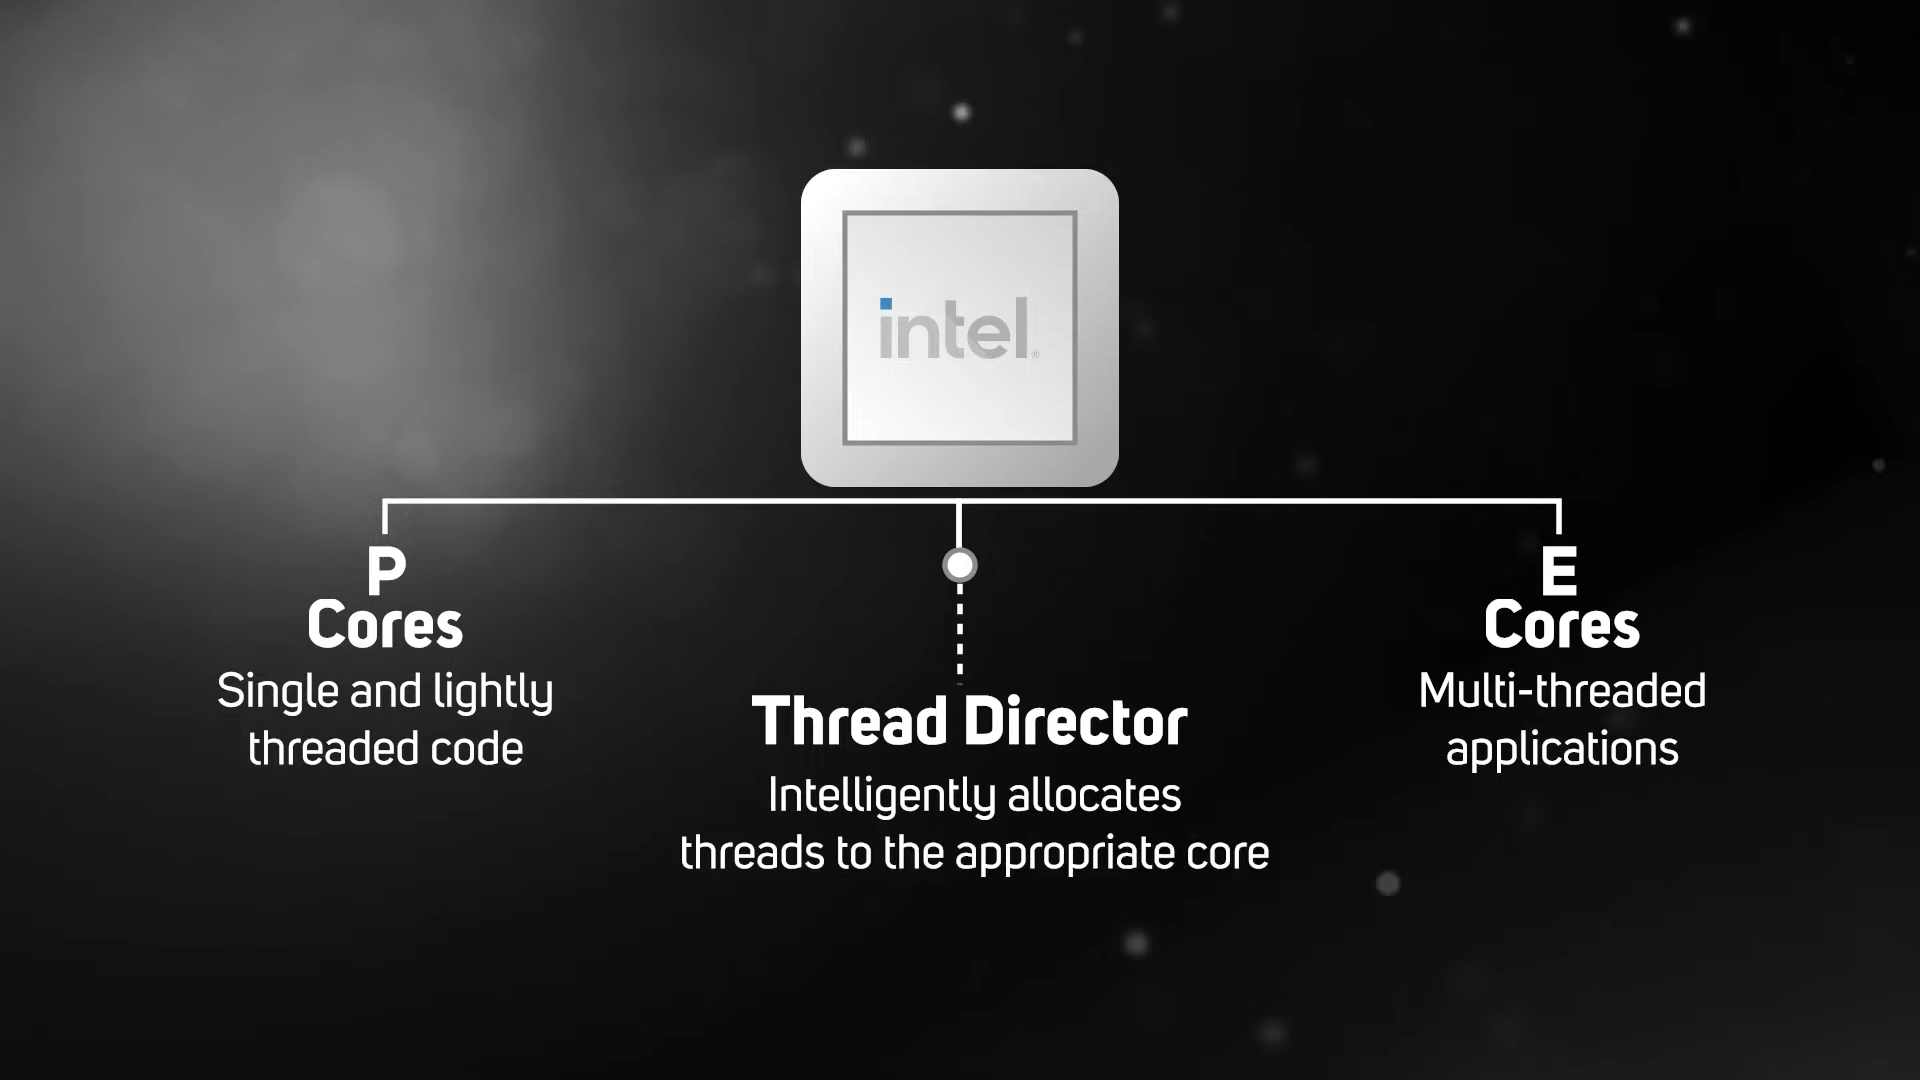 intel®
P
Cores
Single and lightly
threaded code
Thread Director
Intelligently allocates
threads to the appropriate core
E
Cores
Multi-threaded
applications